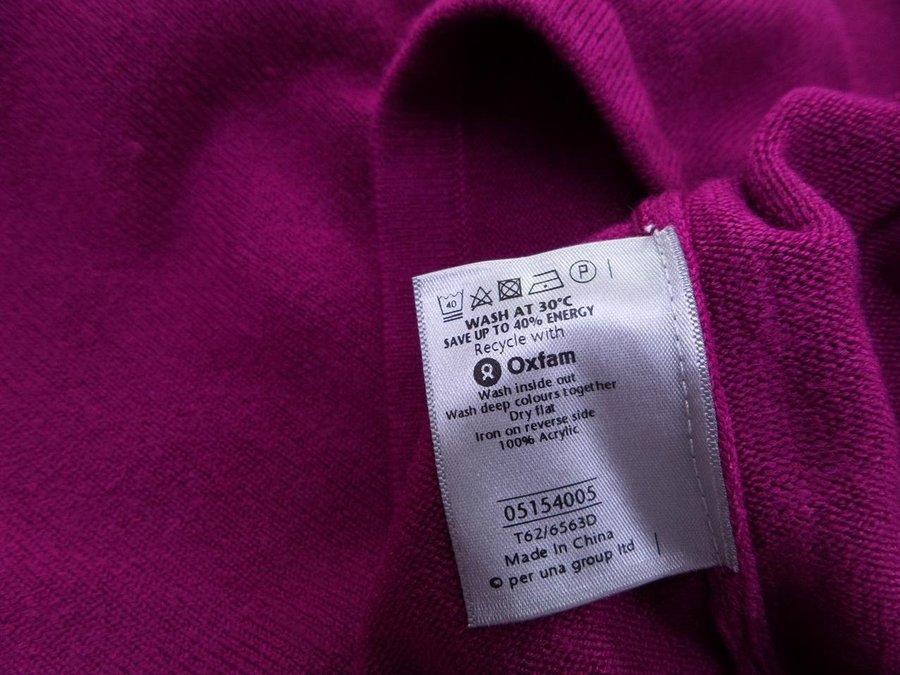 40 P
WASH AT 30°C
SAVE UP TO 40% ENERGY
Recycle with
Oxfam
Wash inside out
Wash deep colours together
Dry flat
Iron on reverse side
100% Acrylic
05154005
T62/6563D
Made In China
© per una group ltd